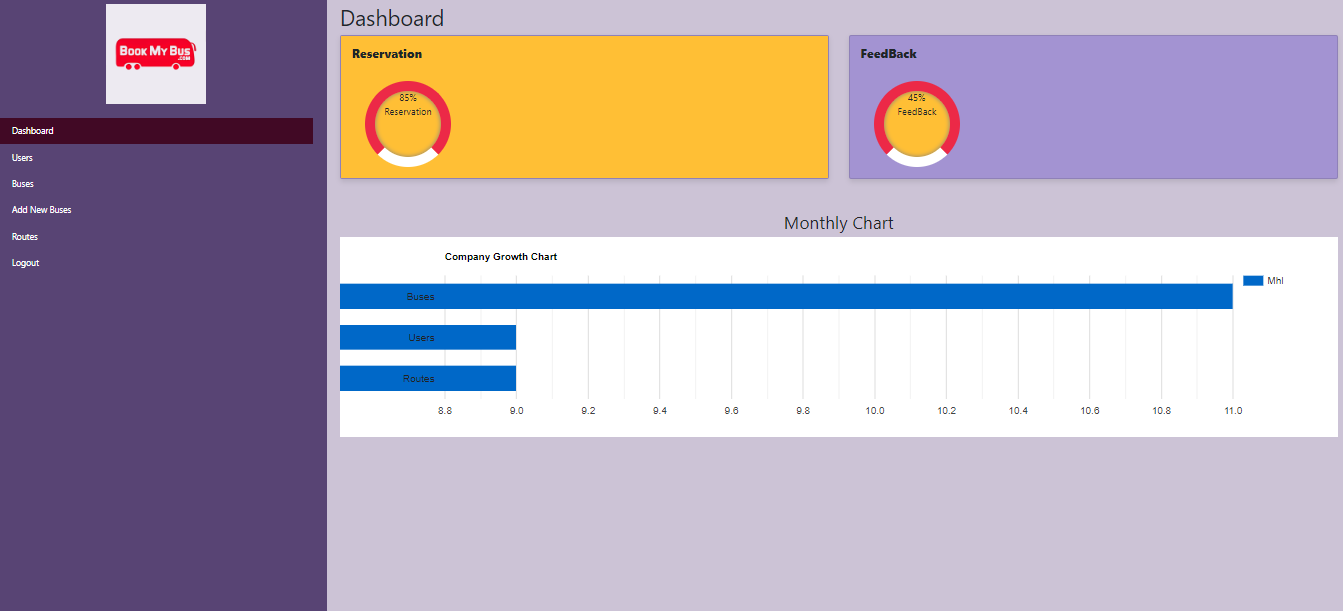 BOOK MY BUS
.COM
Dashboard
Users
Buses
Add New Buses
Routes
Logout
Dashboard
Reservation
85%
Reservation
FeedBack
45%
FeedBack
Monthly Chart
Company Growth Chart
Mhl
Buses
Users
Routes
8.8 9.0 9.2 9.4 9.6 9.8 10.0 10.2 10.4 10.6 10.8 11.0